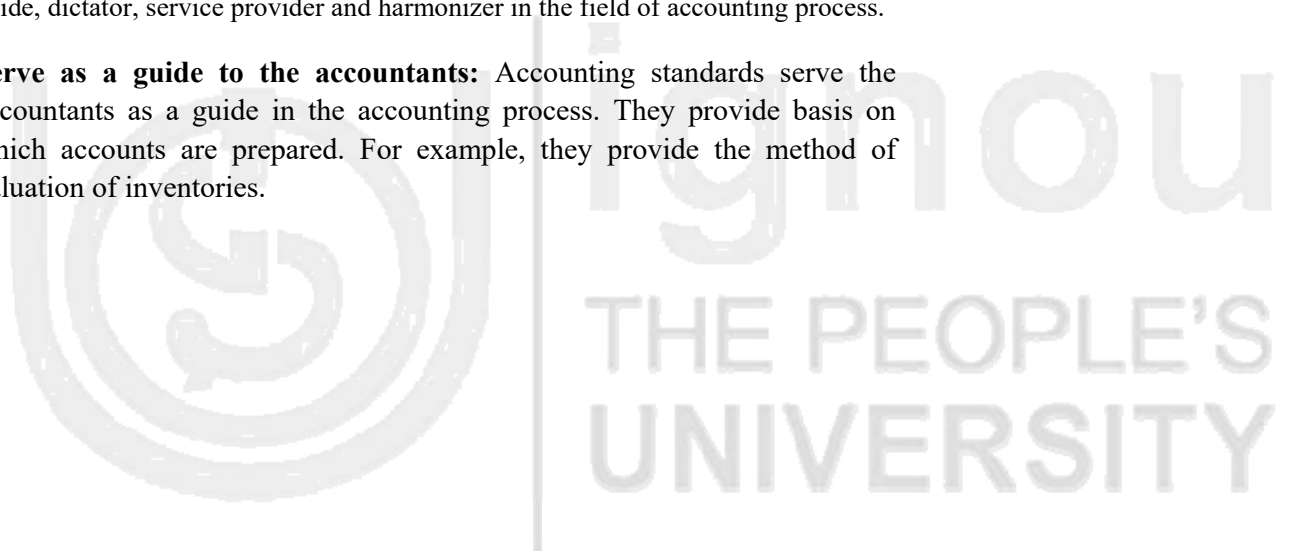 ide, dictator, service provider and harmonizer in the field of accounting process.
erve as a guide to the accountants: Accounting standards serve the
countants as a guide in the accounting process. They provide basis on
hich accounts are prepared. For example, they provide the method of
luation of inventories.
ignou
THE PEOPLE'S
UNIVERSITY